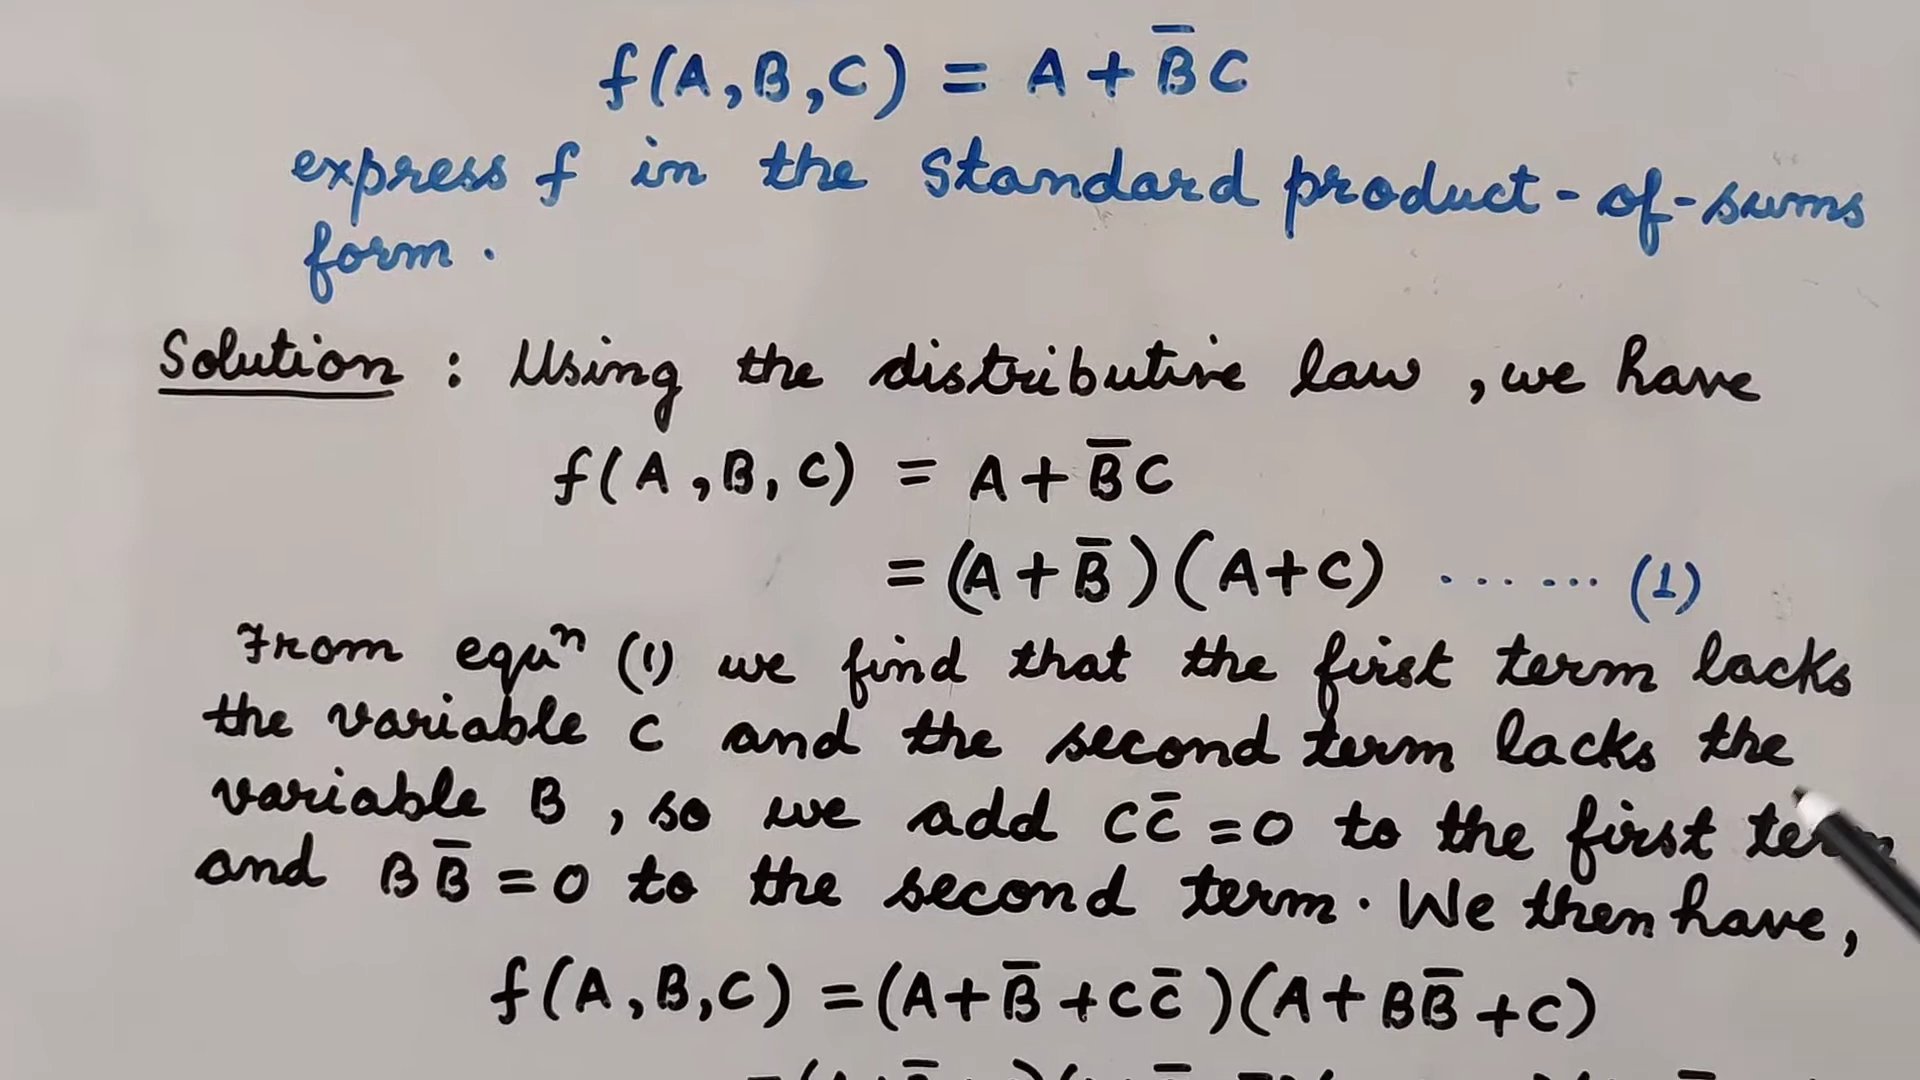 f(A,B,C) = A + B̅C
express f in the standard product-of-sums
form.
Solution : Using the distributive law, we have
f(A,B,C) = A + B̅C
= (A + B̅)(A+C) ....... (1)
From equⁿ (1) we find that the first term lacks
the variable C and the second term lacks the
variable B, so we add CC̅ = 0 to the first term
and BB̅ = 0 to the second term. We then have,
f(A,B,C) = (A + B̅ + CC̅)(A + BB̅ + C)